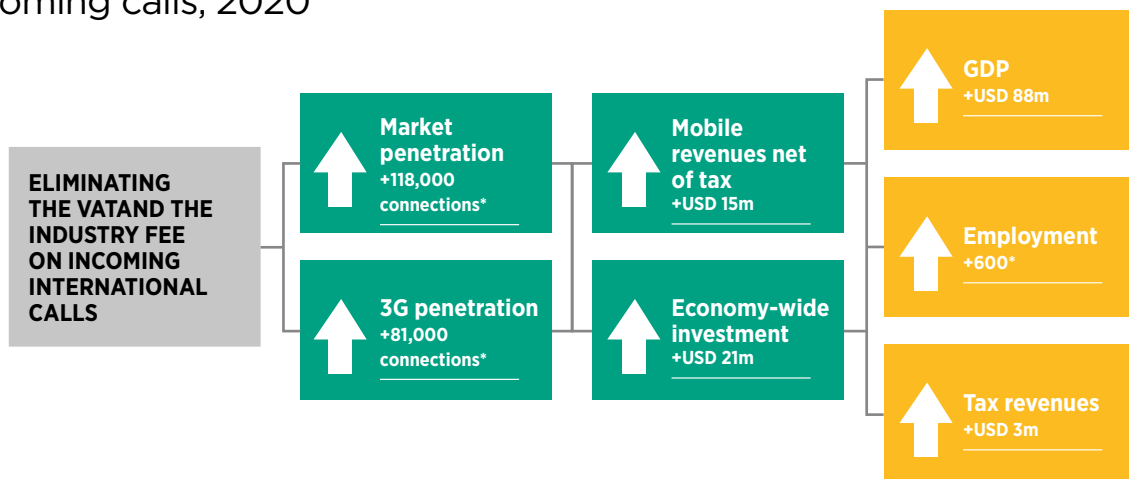 oming calls, 2020
ELIMINATING
THE VATAND THE
INDUSTRY FEE
ON INCOMING
INTERNATIONAL
CALLS
Market
penetration
+118,000
connections*
3G penetration
+81,000
connections*
Mobile
revenues net
of tax
+USD 15m
Economy-wide
investment
+USD 21m
GDP
+USD 88m
Employment
+600*
Tax revenues
+USD 3m